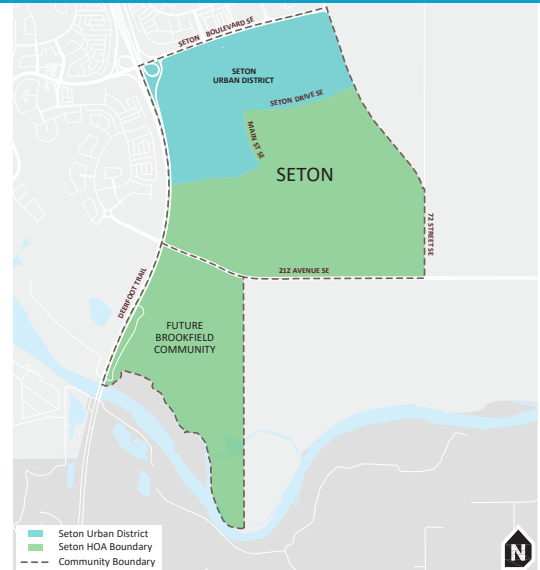 SETON BOULEVARD SE
SETON
URBAN DISTRICT
SETON DRIVE SE
MAIN ST SE
SETON
72 STREET SE
212 AVENUE SE
DEERFOOT TRAIL
FUTURE
BROOKFIELD
COMMUNITY
Seton Urban District
Seton HOA Boundary
Community Boundary
N